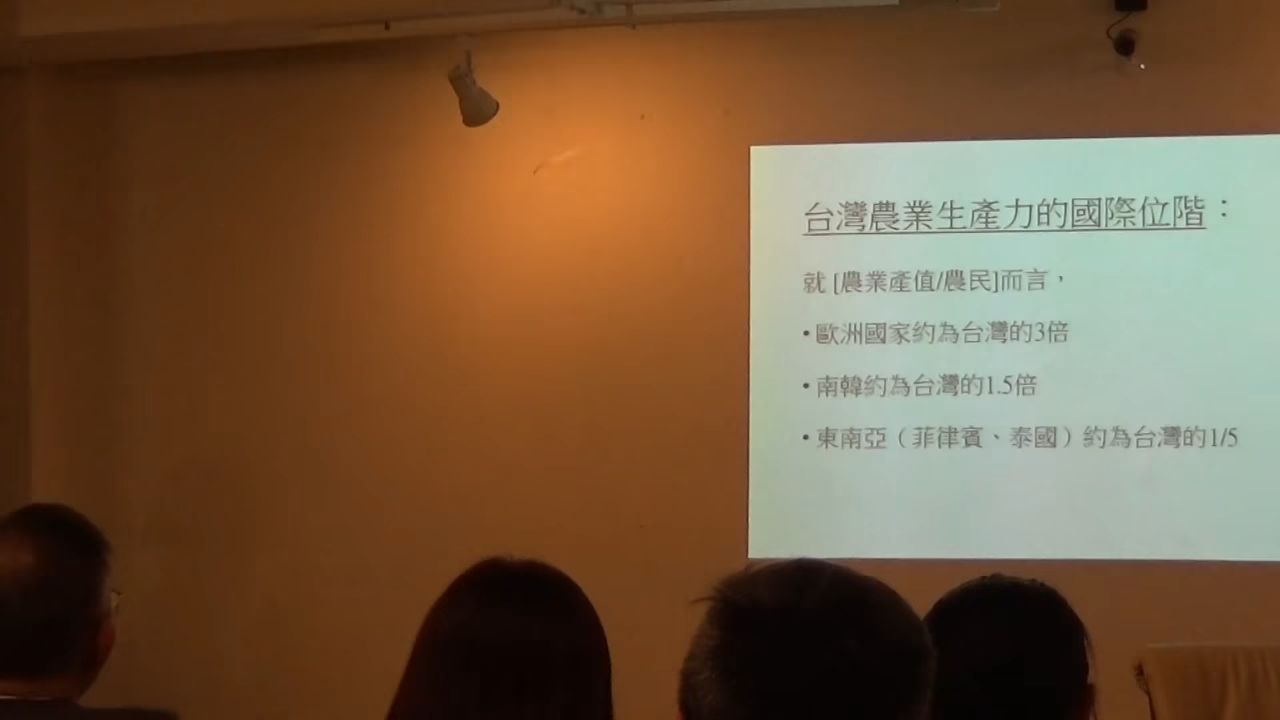 台灣農業生產力的國際位階：
就 [農業產值/農民]而言，
•歐洲國家約為台灣的3倍
•南韓約為台灣的1.5倍
•東南亞（菲律賓、泰國）約為台灣的1/5